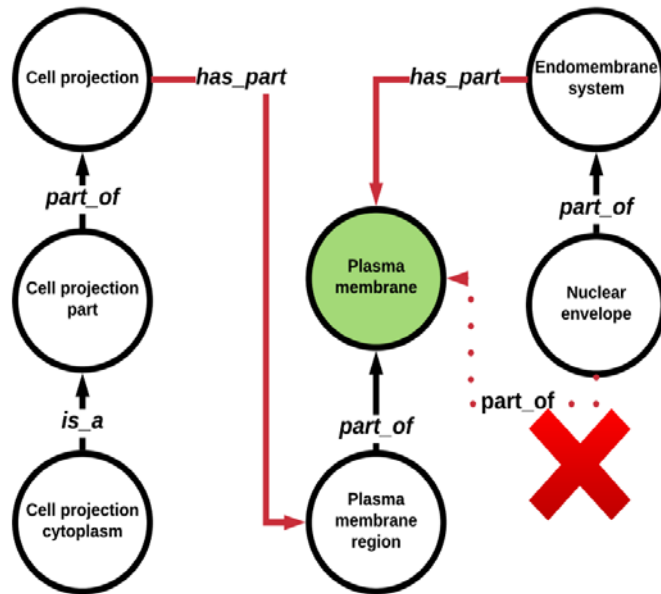 Cell projection
has_part
has_part
Endomembrane
system
part_of
part_of
Cell projection
part
Plasma
membrane
Nuclear
envelope
part_of
is_a
part_of
Cell projection
cytoplasm
Plasma
membrane
region